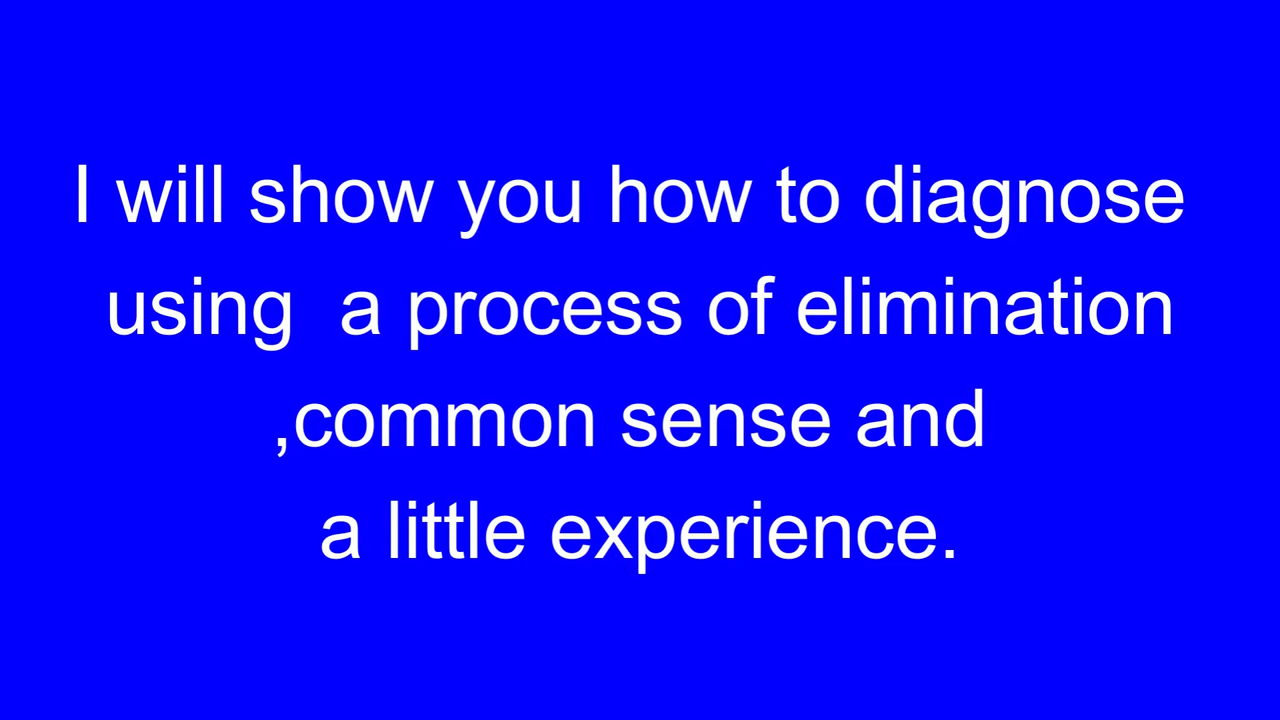 I will show you how to diagnose
using  a process of elimination
,common sense and
a little experience.